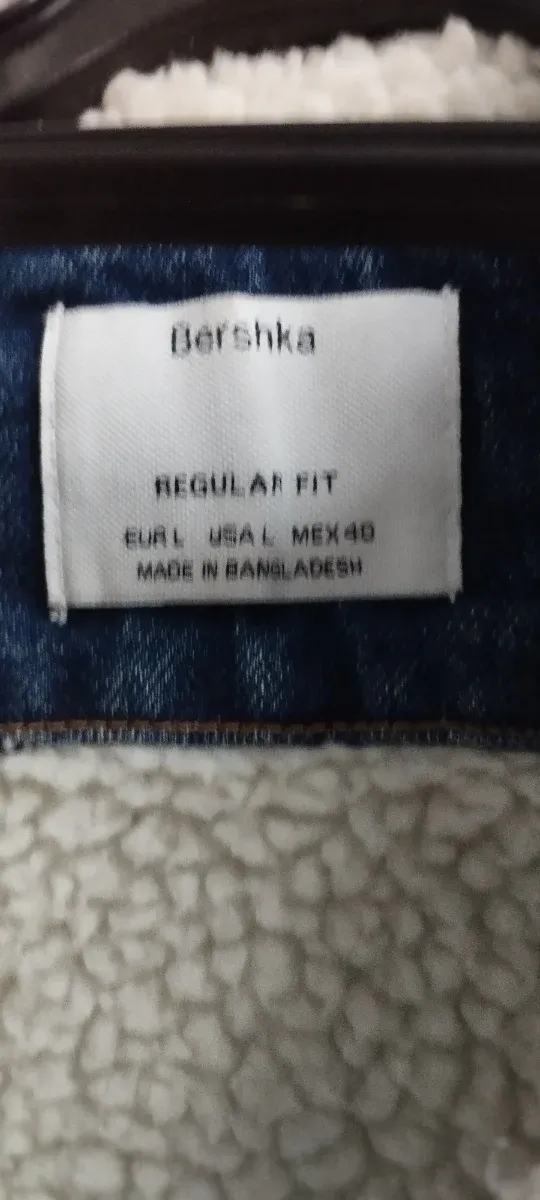 Bershka
REGULAR FIT
EUR L USA L MEX 40
MADE IN BANGLADESH